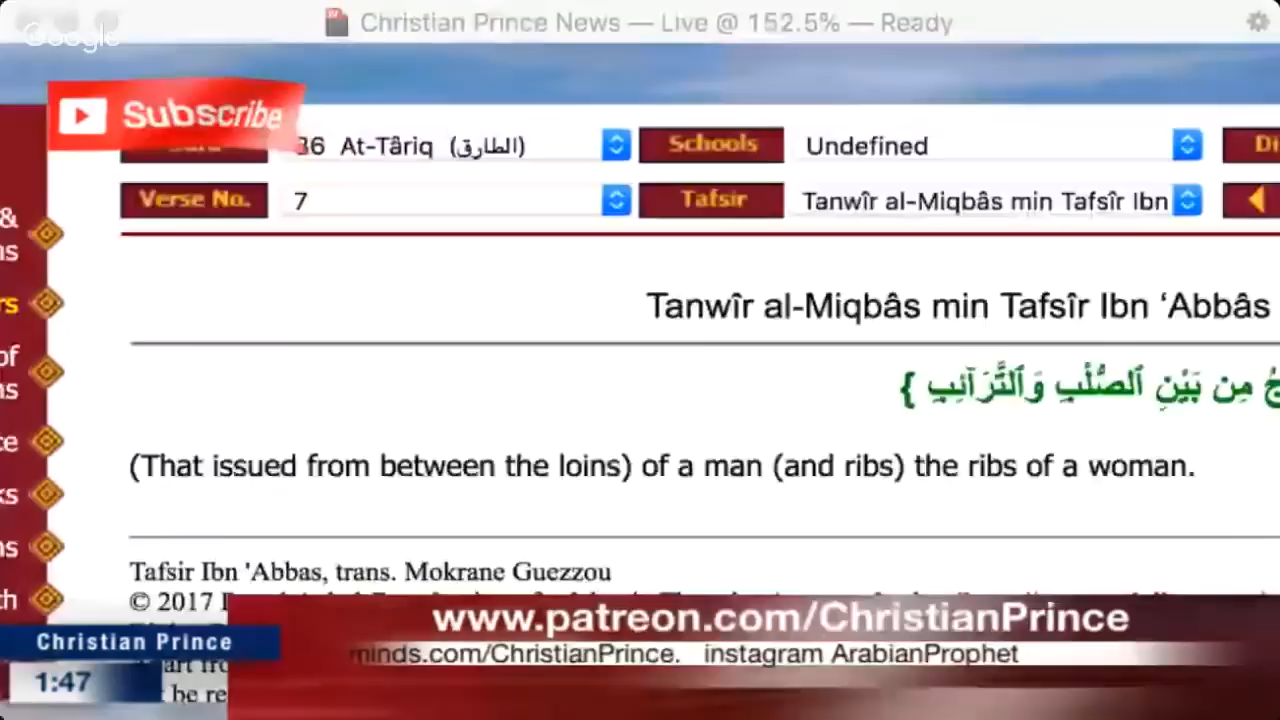 Christian Prince News — Live @ 152.5% — Ready
Google
Subscribe
36 At-Târiq (الطارق)
Schools
Undefined
Verse No.
7
Tafsir
Tanwîr al-Miqbâs min Tafsîr Ibn
&
Tanwîr al-Miqbâs min Tafsîr Ibn ‘Abbâs
مِن بَيْنِ ٱلصُّلْبِ وَٱلتَّرَآئِبِ }
(That issued from between the loins) of a man (and ribs) the ribs of a woman.
Tafsir Ibn 'Abbas, trans. Mokrane Guezzou
© 2017
www.patreon.com/ChristianPrince
Christian Prince
minds.com/ChristianPrince. instagram ArabianProphet
1:47
be re